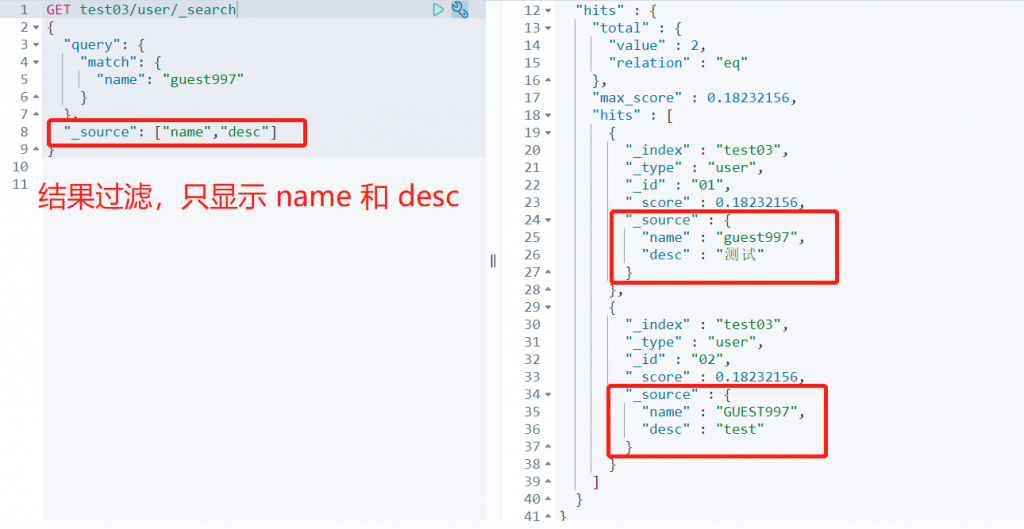 1 GET test03/user/_search
2 {
3 "query": {
4 "match": {
5 "name": "guest997"
6 }
7 },
8 "_source": ["name","desc"]
9 }
10
11
结果过滤，只显示 name 和 desc
12 "hits" : {
13 "total" : {
14 "value" : 2,
15 "relation" : "eq"
16 },
17 "max_score" : 0.18232156,
18 "hits" : [
19 {
20 "_index" : "test03",
21 "_type" : "user",
22 "_id" : "01",
23 "_score" : 0.18232156,
24 "_source" : {
25 "name" : "guest997",
26 "desc" : "测试"
27 }
28 },
29 {
30 "_index" : "test03",
31 "_type" : "user",
32 "_id" : "02",
33 "_score" : 0.18232156,
34 "_source" : {
35 "name" : "GUEST997",
36 "desc" : "test"
37 }
38 }
39 ]
40 }
41 }